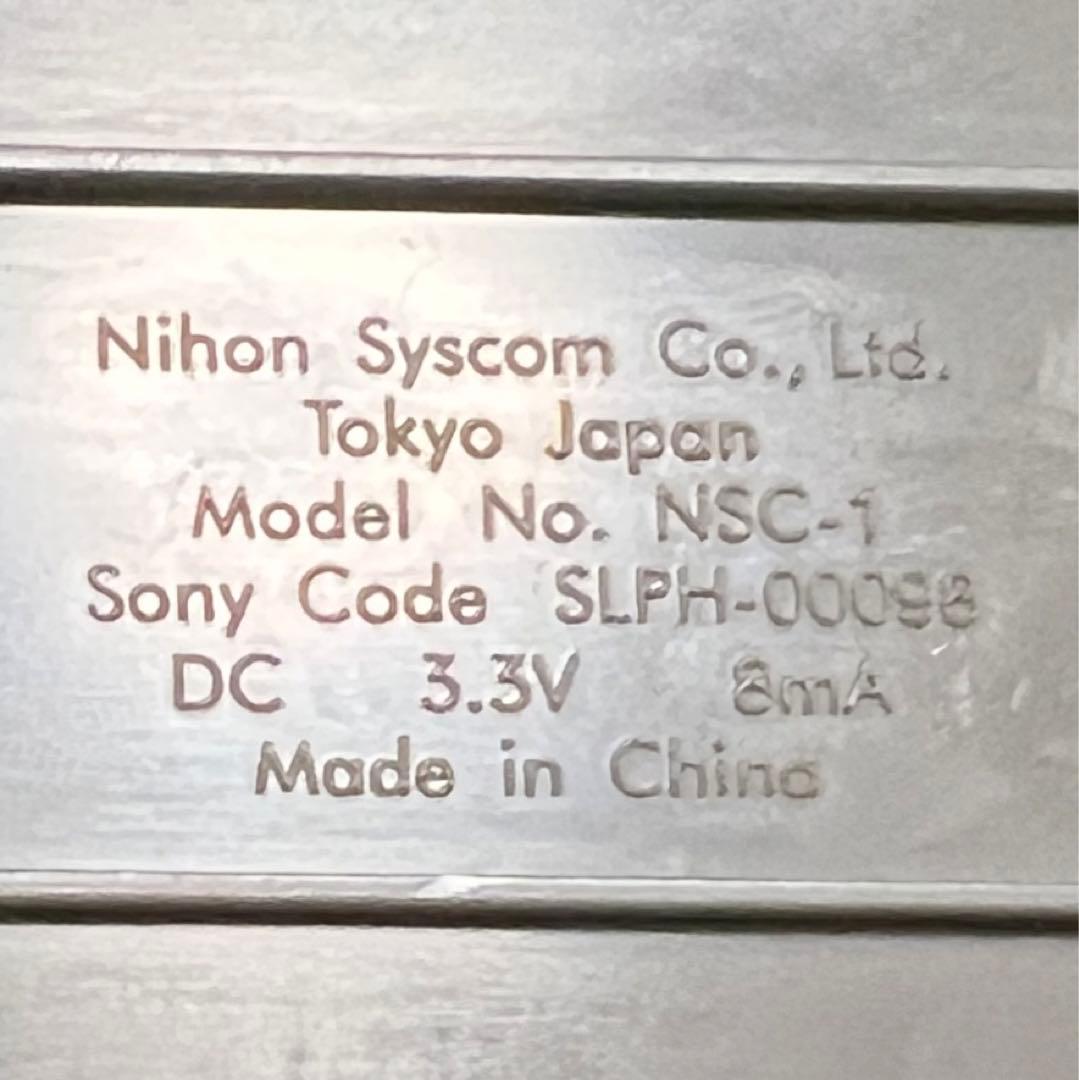 Nihon Syscom Co., Ltd.
Tokyo Japan
Model No. NSC-1
Sony Code SLPH-00098
DC 3.3V 8mA
Made in China